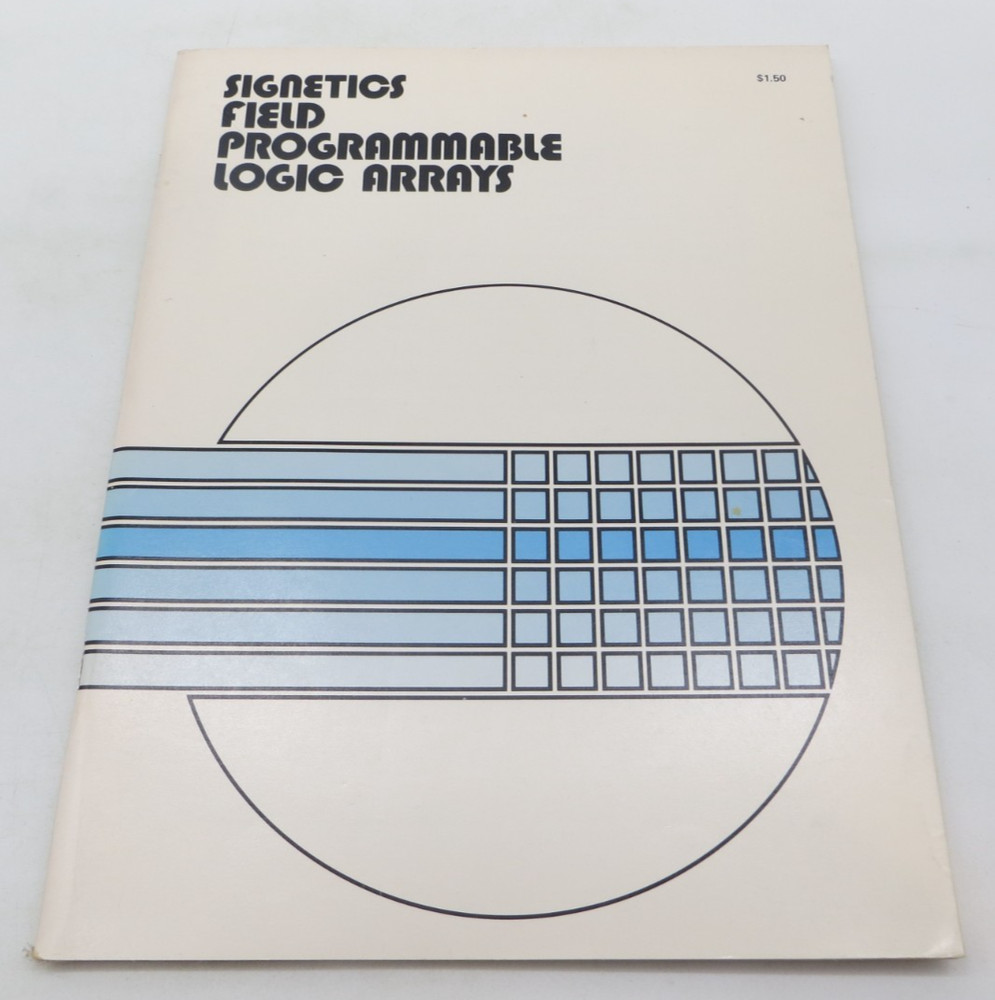 SIGNETICS
FIELD
PROGRAMMABLE
LOGIC ARRAYS
$1.50